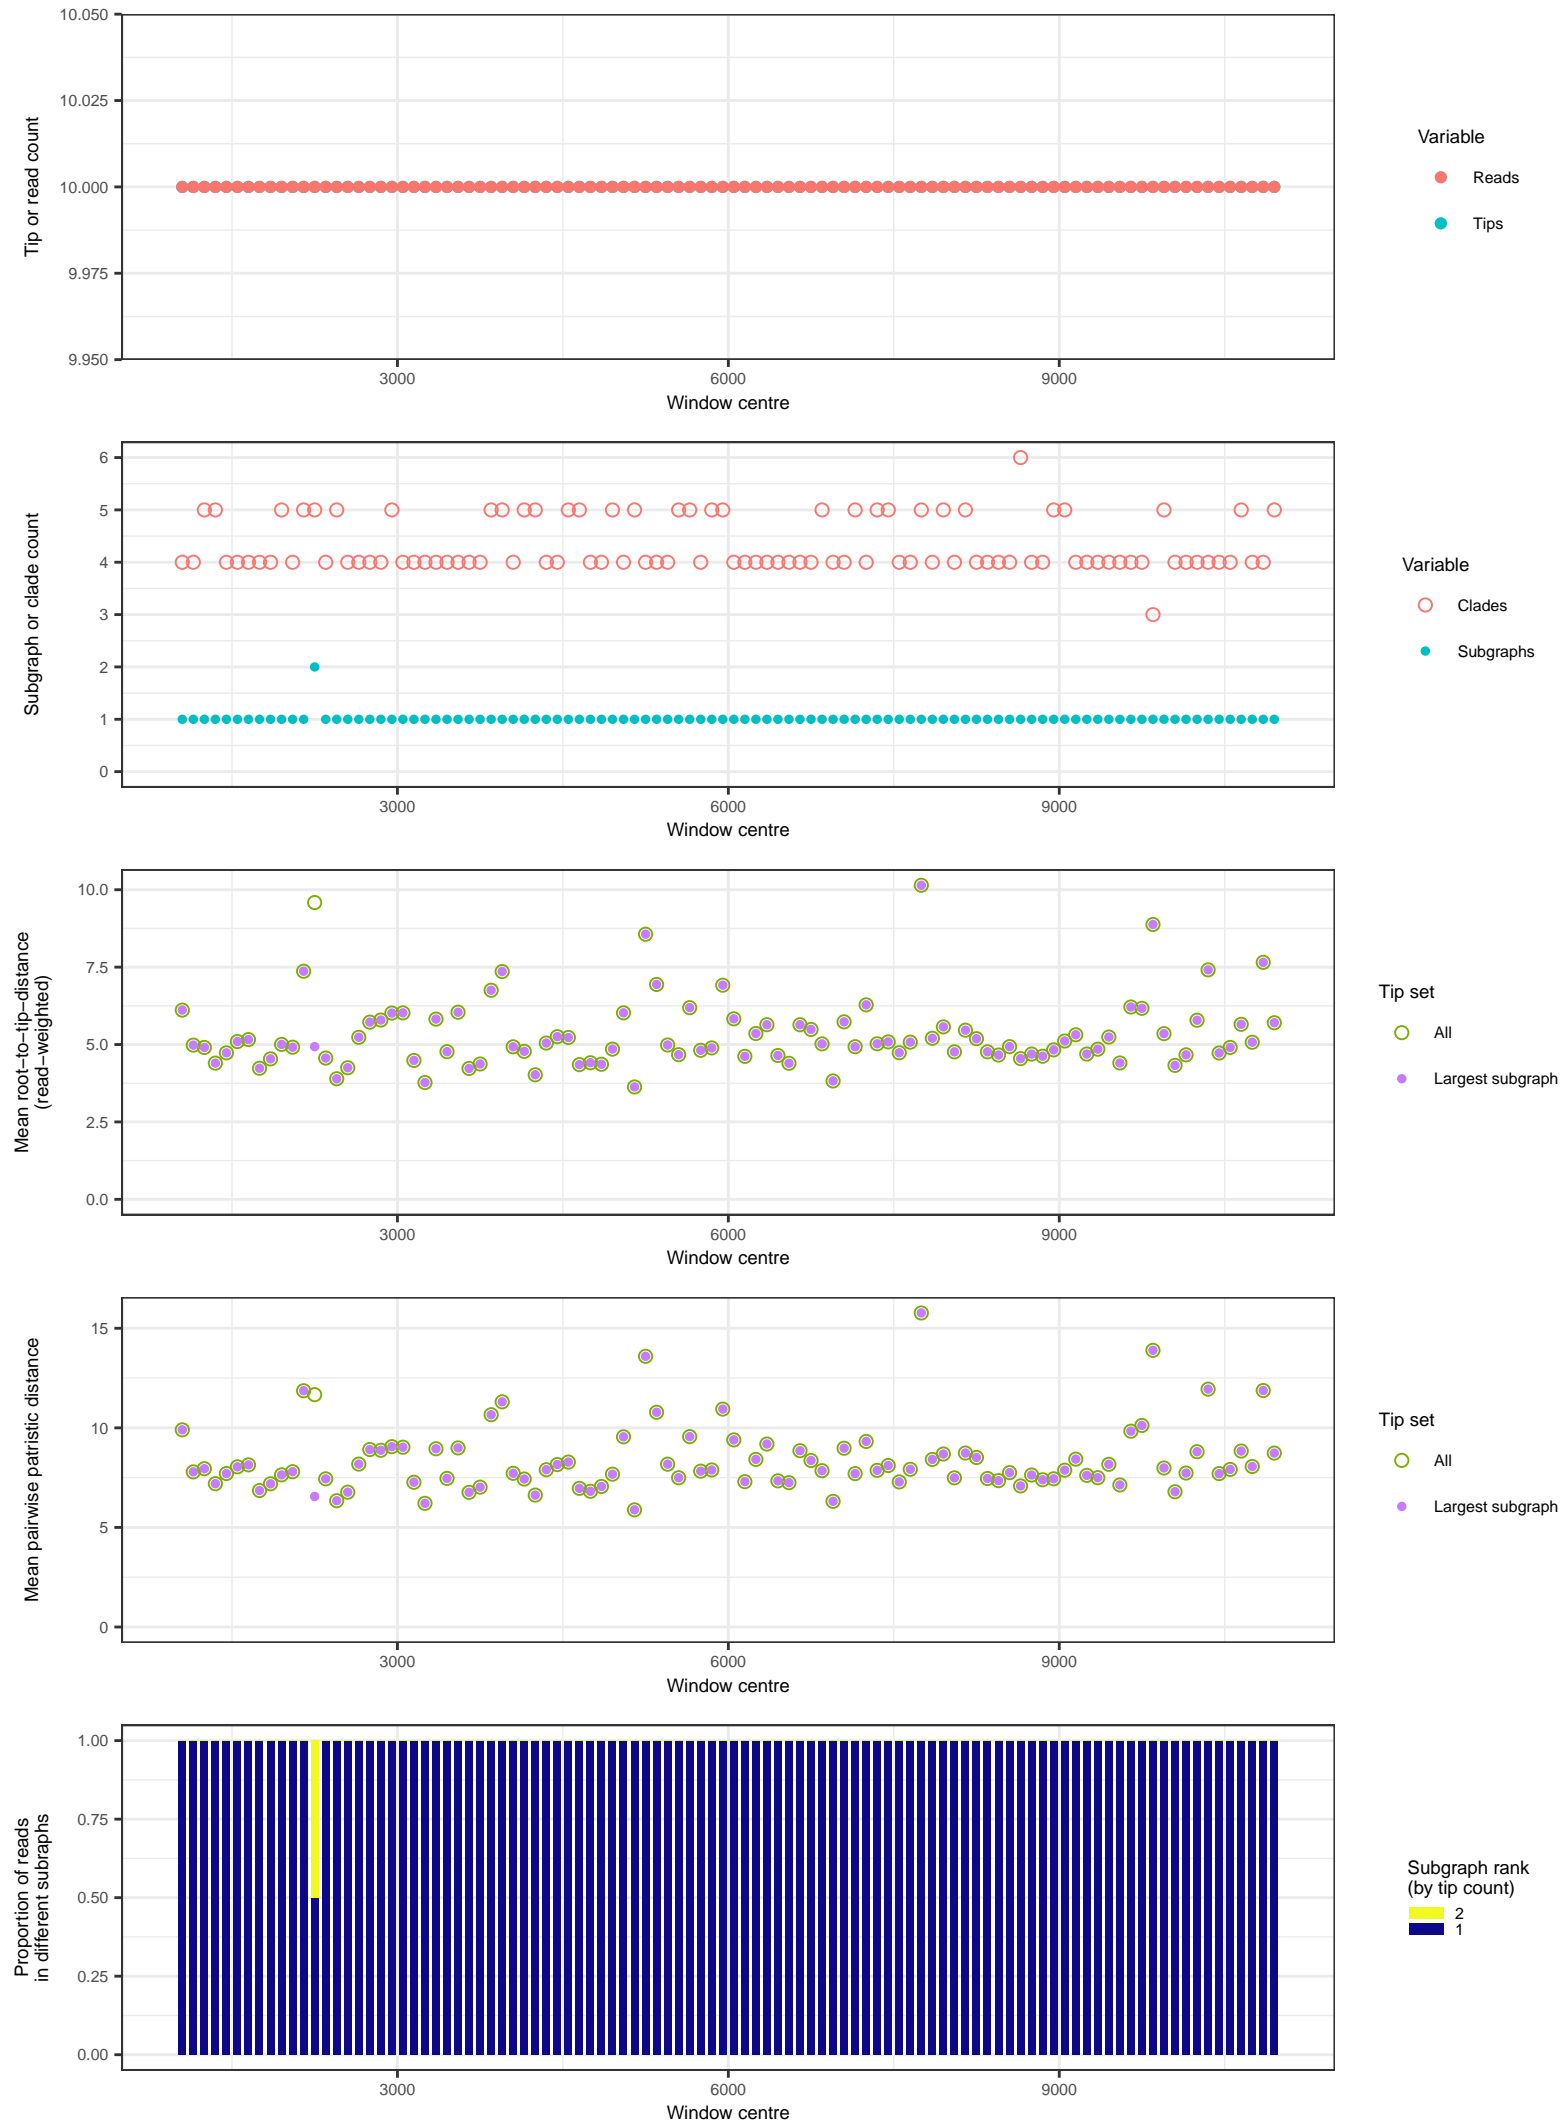 10.050
10.025
10.000
9.975
9.950
Tip or read count
3000 6000 9000
Window centre
Variable
Reads
Tips
6
5
4
3
2
1
0
Subgraph or clade count
3000 6000 9000
Window centre
Variable
Clades
Subgraphs
10.0
7.5
5.0
2.5
0.0
Mean root−to−tip−distance
(read−weighted)
3000 6000 9000
Window centre
Tip set
All
Largest subgraph
15
10
5
0
Mean pairwise patristic distance
3000 6000 9000
Window centre
Tip set
All
Largest subgraph
1.00
0.75
0.50
0.25
0.00
Proportion of reads
in different subraphs
3000 6000 9000
Window centre
Subgraph rank
(by tip count)
2
1